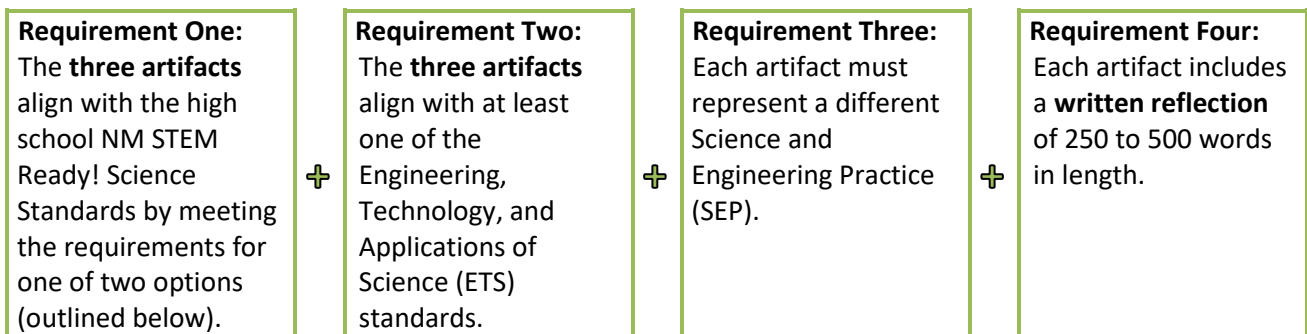 Requirement One:
The three artifacts
align with the high
school NM STEM
Ready! Science
Standards by meeting
the requirements for
one of two options
(outlined below).
+
Requirement Two:
The three artifacts
align with at least
one of the
Engineering,
Technology, and
Applications of
Science (ETS)
standards.
+
Requirement Three:
Each artifact must
represent a different
Science and
Engineering Practice
(SEP).
+
Requirement Four:
Each artifact includes
a written reflection
of 250 to 500 words
in length.